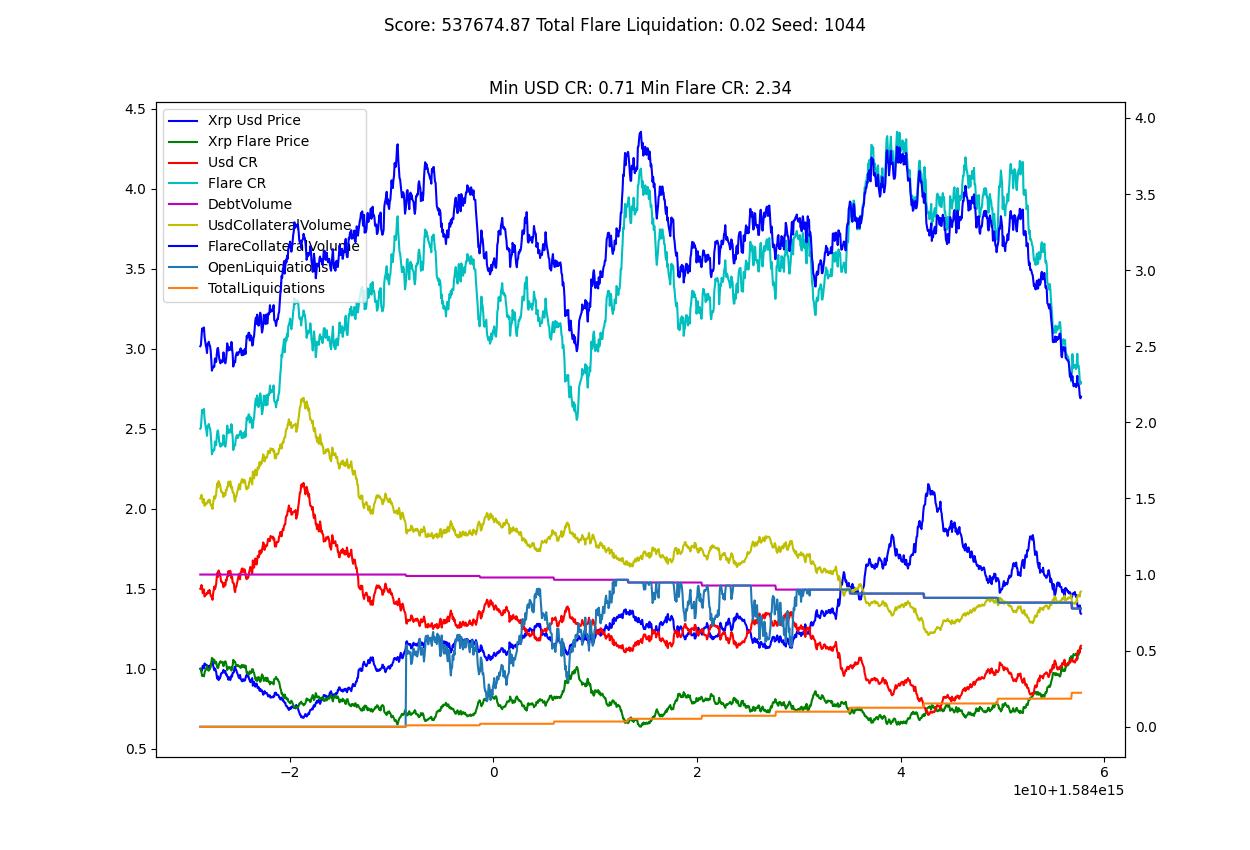 Score: 537674.87 Total Flare Liquidation: 0.02 Seed: 1044
Min USD CR: 0.71 Min Flare CR: 2.34
Xrp Usd Price
Xrp Flare Price
Usd CR
Flare CR
DebtVolume
UsdCollateralVolume
FlareCollateralVolume
OpenLiquidations
TotalLiquidations
4.5
4.0
3.5
3.0
2.5
2.0
1.5
1.0
0.5
4.0
3.5
3.0
2.5
2.0
1.5
1.0
0.5
0.0
−2
0
2
4
6
1e10+1.584e15